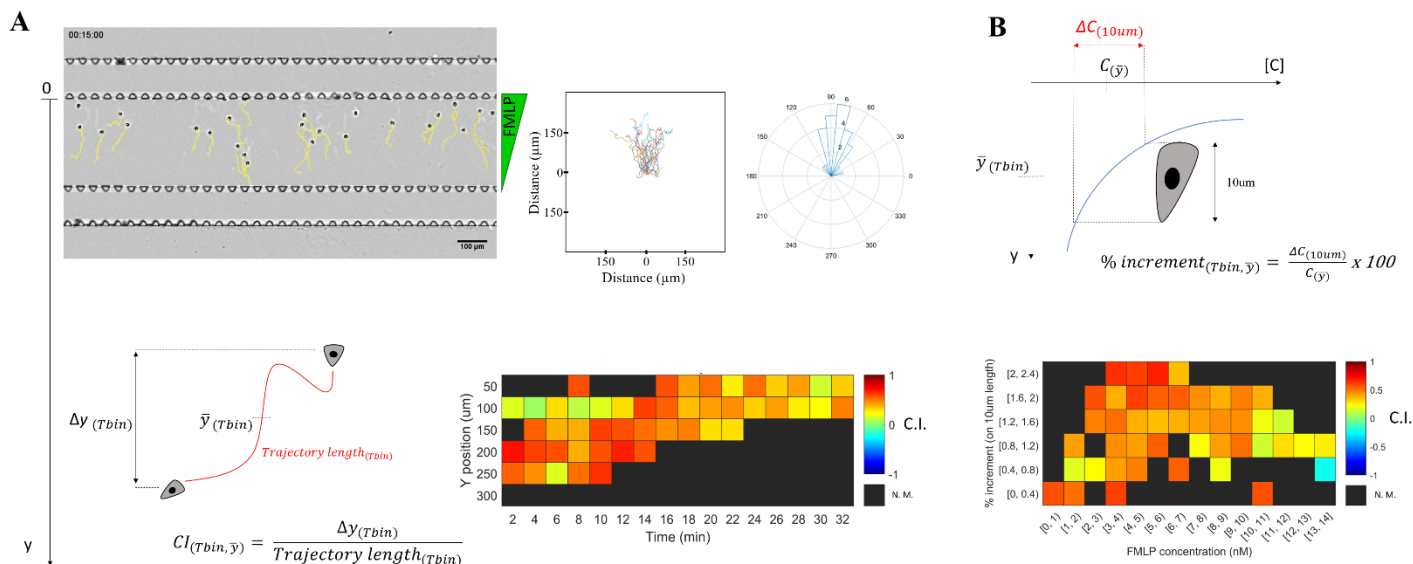 A
00:15:00
0
100 µm
FMLP
Distance (µm)
150
0
150
150 0 150
Distance (µm)
90
120 60
150 30
180 0
210 330
240 300
270
6
4
2
y
Δy (Tbin)
ȳ (Tbin)
Trajectory length(Tbin)
CI(Tbin, ȳ) = Δy(Tbin) / Trajectory length(Tbin)
Y position (um)
50
100
150
200
250
300
2 4 6 8 10 12 14 16 18 20 22 24 26 28 30 32
Time (min)
1
0
-1
C.I.
N. M.
B
ΔC(10um)
C(ȳ)
[C]
ȳ (Tbin)
10um
y
% increment(Tbin, ȳ) = ΔC(10um) / C(ȳ) x 100
% increment (on 10um length)
[2, 2.4)
[1.6, 2)
[1.2, 1.6)
[0.8, 1.2)
[0.4, 0.8)
[0, 0.4)
[0, 1) [1, 2) [2, 3) [3, 4) [4, 5) [5, 6) [6, 7) [7, 8) [8, 9) [9, 10) [10, 11) [11, 12) [12, 13) [13, 14]
FMLP concentration (nM)
1
0.5
0
-0.5
-1
C.I.
N. M.